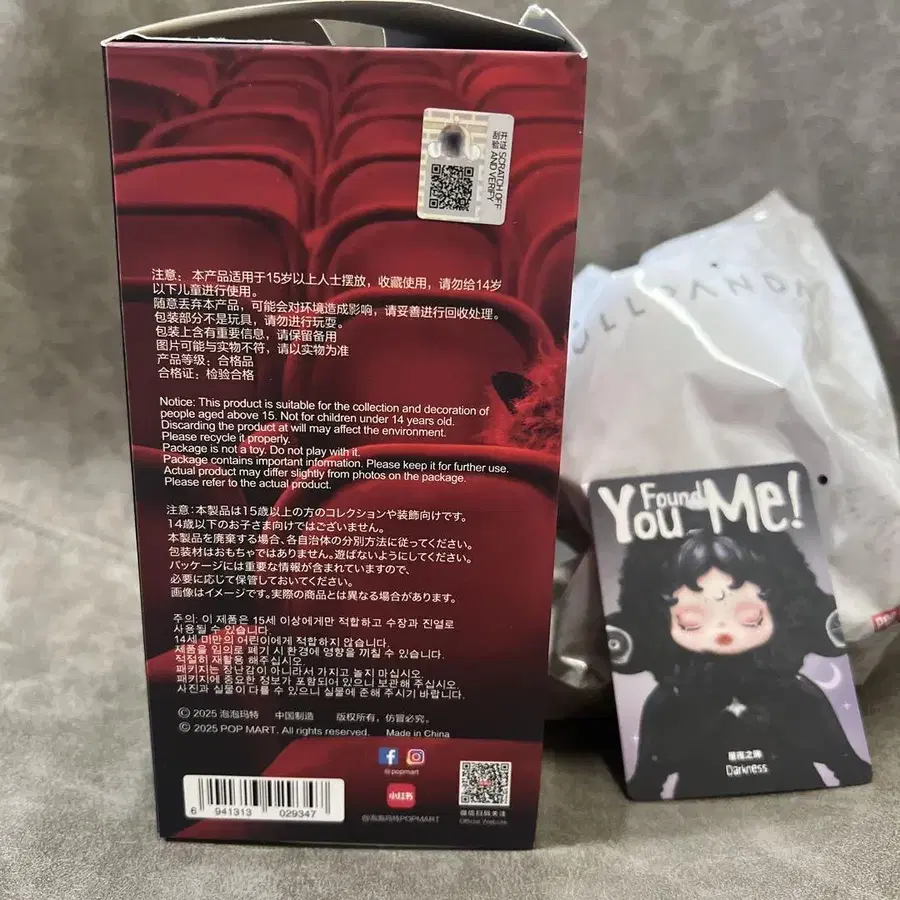 开涂
刮验
SCRATCH OFF
AND VERIFY
注意: 本产品适用于15岁以上人士摆放，收藏使用，请勿给14岁
以下儿童进行使用。
随意丢弃本产品，可能会对环境造成影响，请妥善进行回收处理。
包装部分不是玩具，请勿进行玩耍。
包装上含有重要信息，请保留备用
图片可能与实物不符，请以实物为准
产品等级：合格品
合格证：检验合格
Notice: This product is suitable for the collection and decoration of
people aged above 15. Not for children under 14 years old.
Discarding the product at will may affect the environment.
Please recycle it properly.
Package is not a toy. Do not play with it.
Package contains important information. Please keep it for further use.
Actual product may differ slightly from photos on the package.
Please refer to the actual product.
注意: 本製品は15歳以上の方のコレクションや装飾向けです。
14歳以下のお子さま向けではございません。
本製品を廃棄する場合、各自治体の分別方法に従ってください。
包装材はおもちゃではありません。遊ばないようにしてください。
パッケージには重要な情報が含まれていますので、
必要に応じて保管しておいてください。
画像はイメージです。実際の商品とは異なる場合があります。
주의: 이 제품은 15세 이상에게만 적합하고 수장과 진열로
사용될 수 있습니다.
14세 미만의 어린이에게 적합하지 않습니다.
제품을 임의로 폐기 시 환경에 영향을 끼칠 수 있습니다.
적절히 재활용 해주십시오.
패키지는 장난감이 아니라서 가지고 놀지 마십시오.
패키지에 중요한 정보가 포함되어 있으니 보관해 주십시오.
사진과 실물이 다를 수 있으니 실물에 준해 주시기 바랍니다.
© 2025 泡泡玛特 中国制造 版权所有，仿冒必究。
© 2025 POP MART. All rights reserved. Made in China
@popmart
小红书
@泡泡玛特POPMART
微信扫码关注
Official Website
6 941313 029347
You Found Me!
Darkness